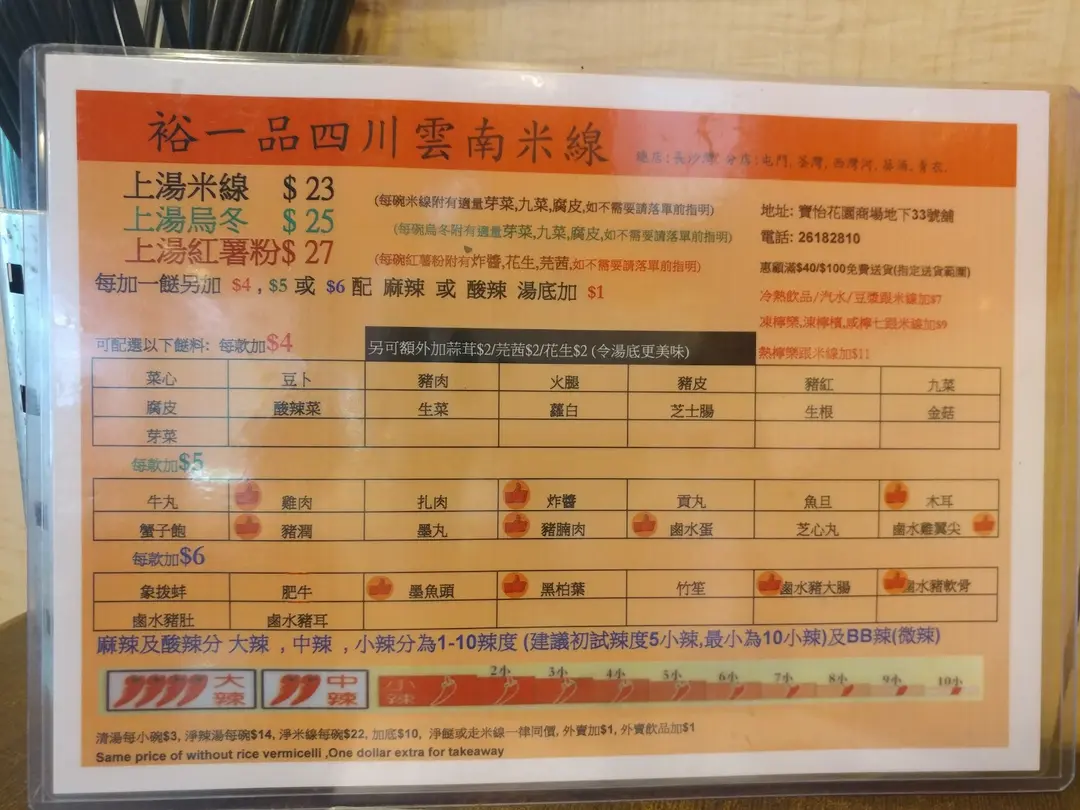 裕一品四川雲南米線 總店:長沙灣, 分店:屯門, 荃灣, 西灣河, 葵涌, 青衣.
上湯米線 $23 (每碗米線附有適量芽菜,九菜,腐皮,如不需要請落單前指明)
上湯烏冬 $25 (每碗烏冬附有適量芽菜,九菜,腐皮,如不需要請落單前指明)
上湯紅薯粉$27 (每碗紅薯粉附有炸醬,花生,芫茜,如不需要請落單前指明)
每加一餸另加 $4 , $5 或 $6 配 麻辣 或 酸辣 湯底加 $1
地址: 寶怡花園商場地下33號舖
電話: 26182810
惠顧滿$40/$100免費送貨(指定送貨範圍)
冷熱飲品/汽水/豆漿跟米線加$7
凍檸樂,凍檸檬,咸檸七跟米線加$9
熱檸樂跟米線加$11
可配選以下餸料: 每款加$4 另可額外加蒜茸$2/芫茜$2/花生$2 (令湯底更美味)
菜心 豆卜 豬肉 火腿 豬皮 豬紅 九菜
腐皮 酸辣菜 生菜 蘿白 芝士腸 生根 金菇
芽菜
每款加$5
牛丸 雞肉 扎肉 炸醬 貢丸 魚旦 木耳
蟹子飽 豬潤 墨丸 豬腩肉 鹵水蛋 芝心丸 鹵水雞翼尖
每款加$6
象拔蚌 肥牛 墨魚頭 黑柏葉 竹笙 鹵水豬大腸 鹵水豬軟骨
鹵水豬肚 鹵水豬耳
麻辣及酸辣分 大辣 , 中辣 , 小辣分為1-10辣度 (建議初試辣度5小辣,最小為10小辣)及BB辣(微辣)
大辣 中辣 小辣 2小 3小 4小 5小 6小 7小 8小 9小 10小
清湯每小碗$3, 淨辣湯每碗$14, 淨米線每碗$22, 加底$10, 淨餸或走米線一律同價, 外賣加$1, 外賣飲品加$1
Same price of without rice vermicelli ,One dollar extra for takeaway